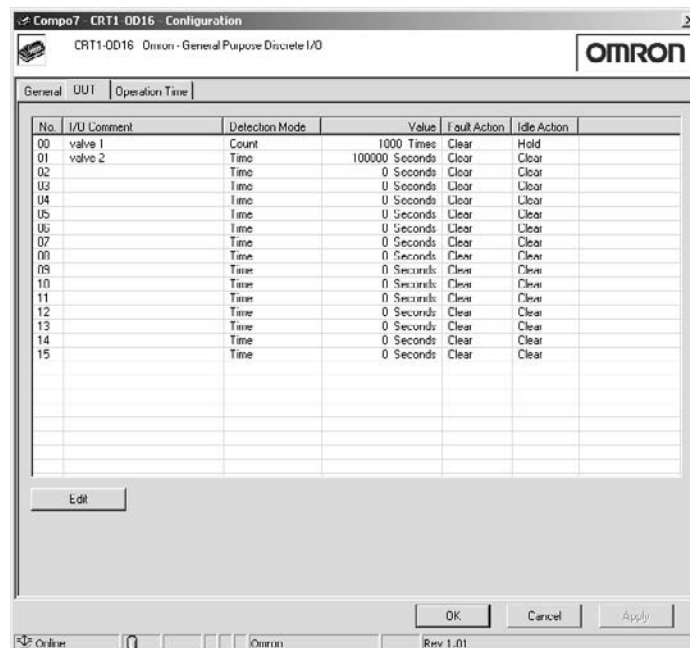 Compo7 - CRT1-OD16 - Configuration
CRT1-OD16 Omron - General Purpose Discrete I/O
OMRON
General OUT Operation Time
No. I/O Comment Detection Mode Value Fault Action Idle Action
00 valve 1 Count 1000 Times Clear Hold
01 valve 2 Time 100000 Seconds Clear Clear
02 Time 0 Seconds Clear Clear
03 Time 0 Seconds Clear Clear
04 Time 0 Seconds Clear Clear
05 Time 0 Seconds Clear Clear
06 Time 0 Seconds Clear Clear
07 Time 0 Seconds Clear Clear
08 Time 0 Seconds Clear Clear
09 Time 0 Seconds Clear Clear
10 Time 0 Seconds Clear Clear
11 Time 0 Seconds Clear Clear
12 Time 0 Seconds Clear Clear
13 Time 0 Seconds Clear Clear
14 Time 0 Seconds Clear Clear
15 Time 0 Seconds Clear Clear
Edit
OK Cancel Apply
Online Omron Rev 1.01